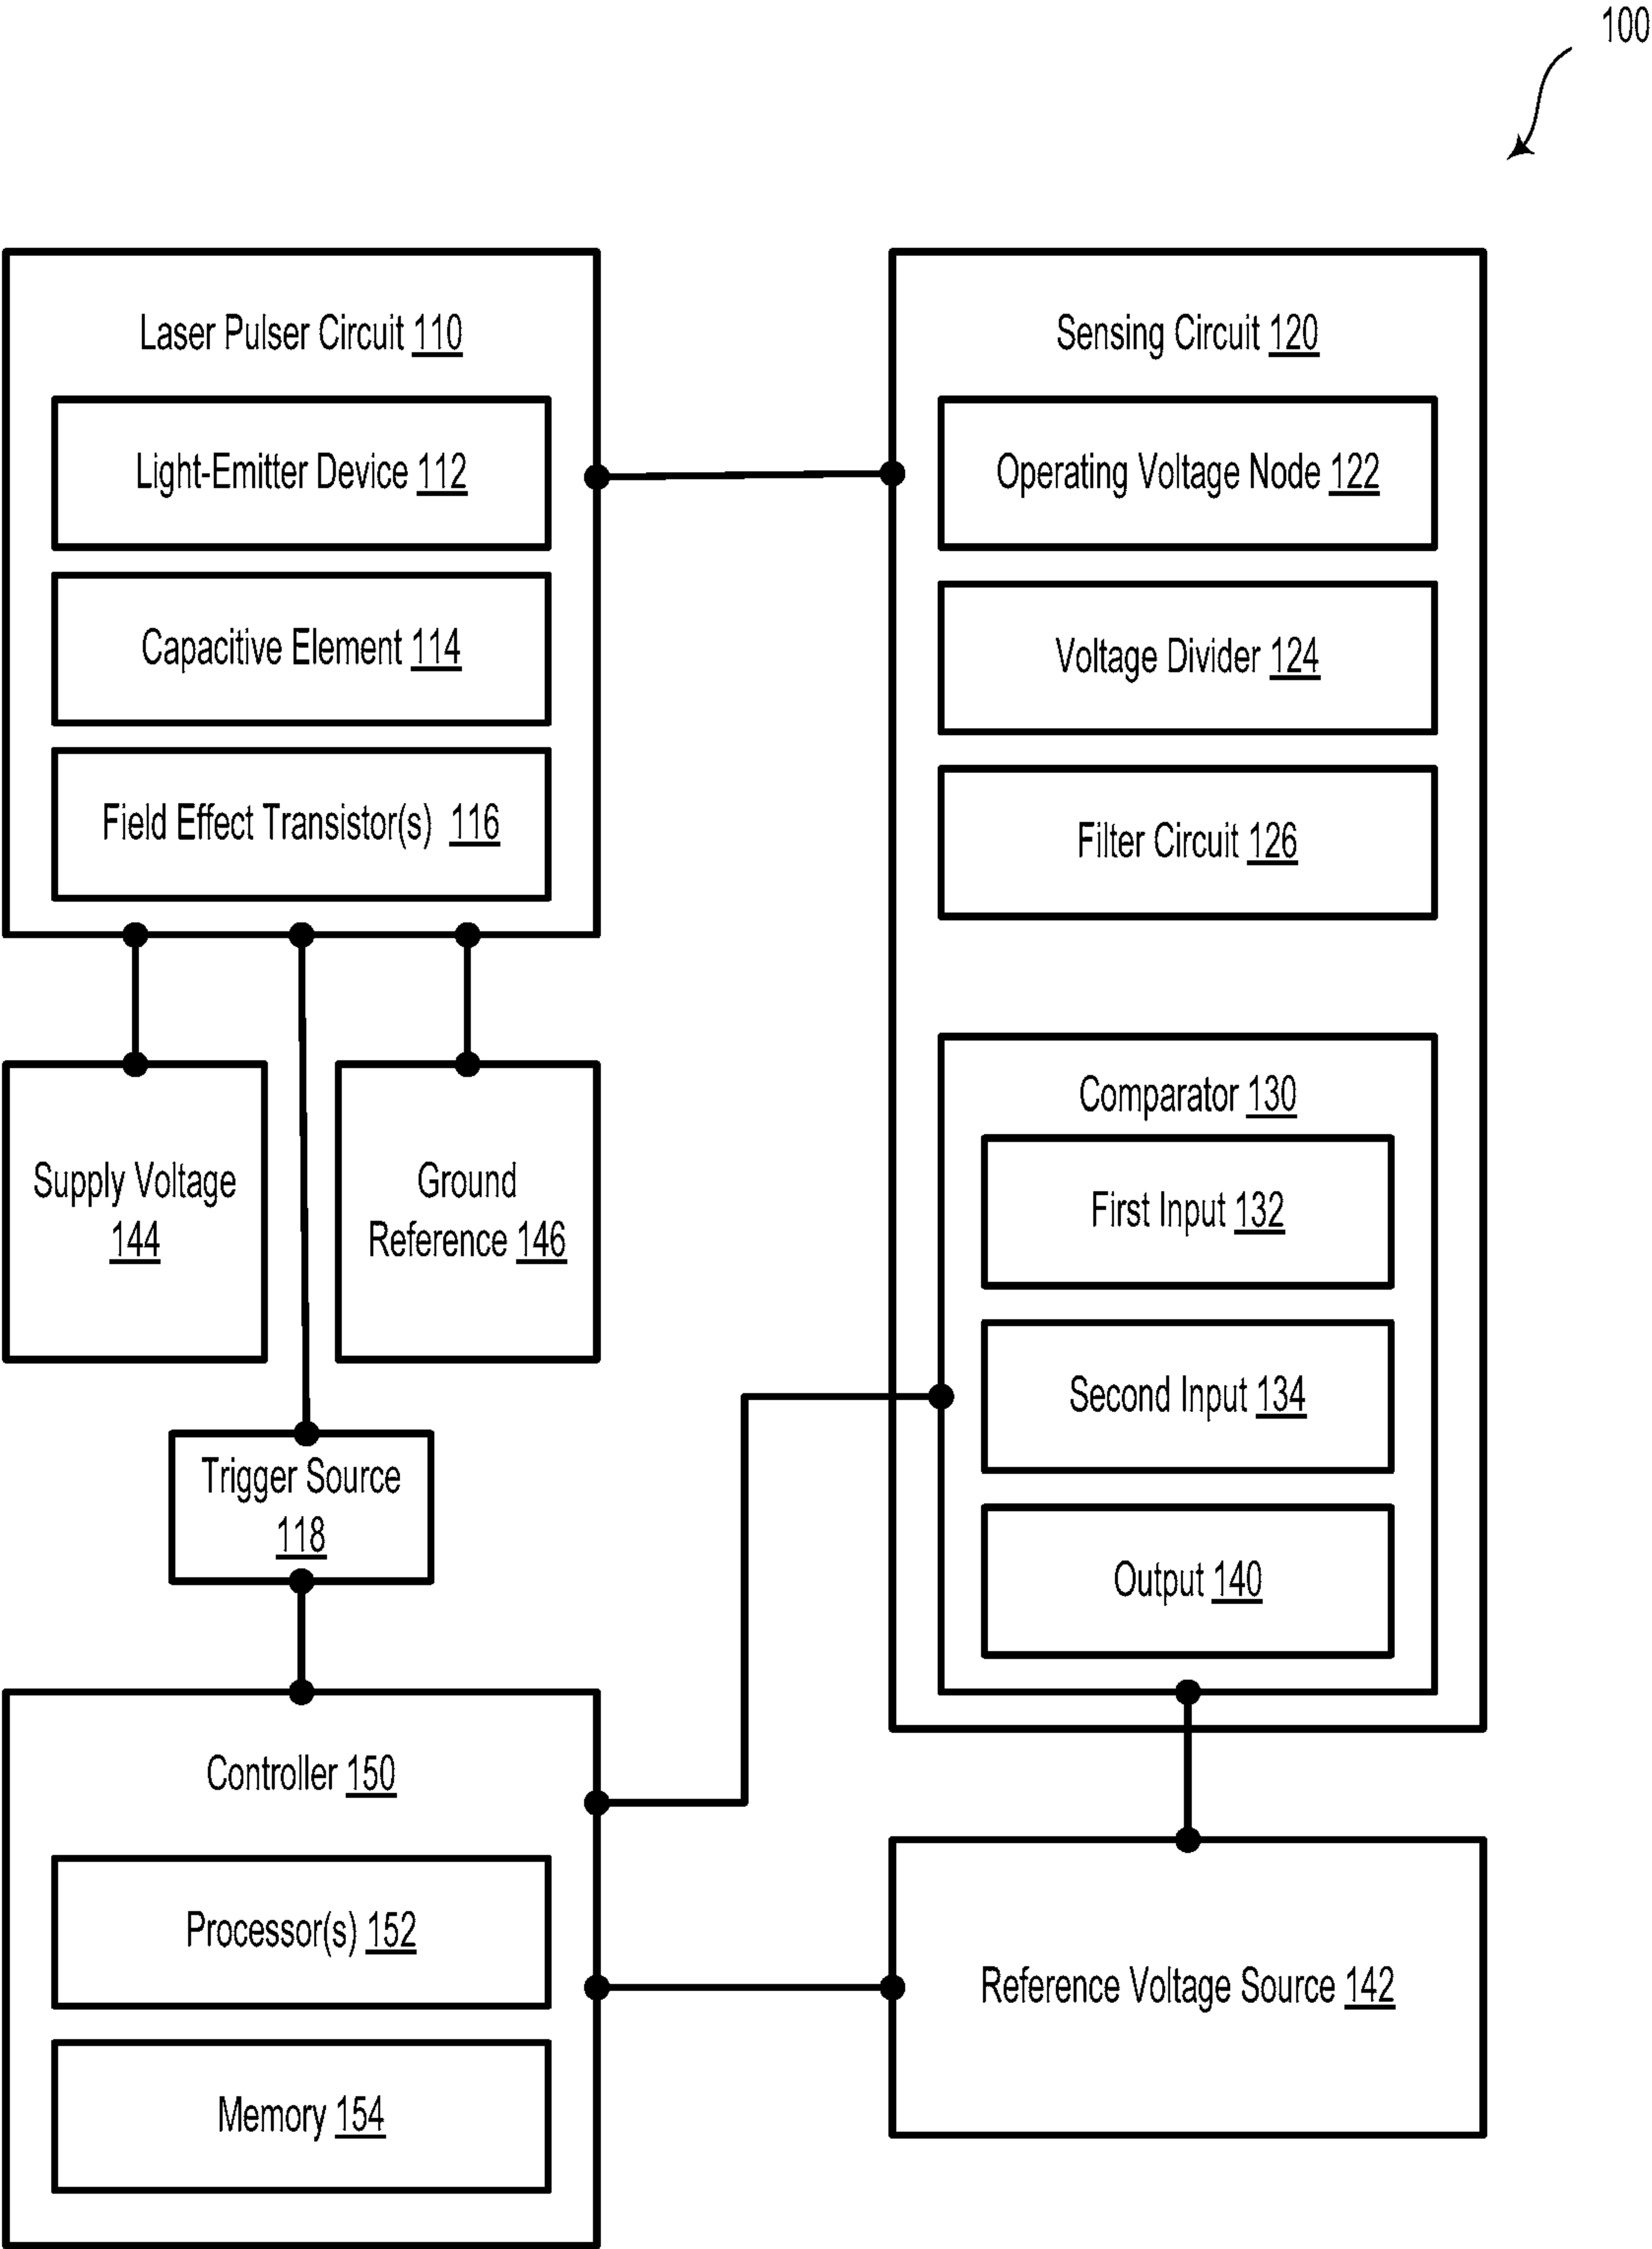 100
Laser Pulser Circuit 110
Light-Emitter Device 112
Capacitive Element 114
Field Effect Transistor(s) 116
Supply Voltage
144
Ground
Reference 146
Trigger Source
118
Controller 150
Processor(s) 152
Memory 154
Sensing Circuit 120
Operating Voltage Node 122
Voltage Divider 124
Filter Circuit 126
Comparator 130
First Input 132
Second Input 134
Output 140
Reference Voltage Source 142